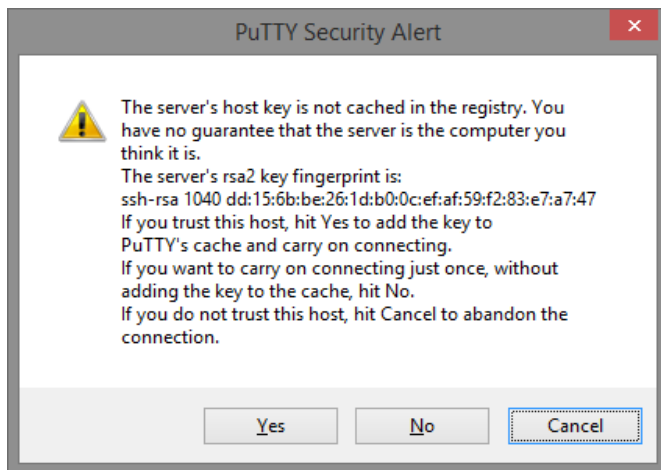 PuTTY Security Alert
The server's host key is not cached in the registry. You
have no guarantee that the server is the computer you
think it is.
The server's rsa2 key fingerprint is:
ssh-rsa 1040 dd:15:6b:be:26:1d:b0:0c:ef:af:59:f2:83:e7:a7:47
If you trust this host, hit Yes to add the key to
PuTTY's cache and carry on connecting.
If you want to carry on connecting just once, without
adding the key to the cache, hit No.
If you do not trust this host, hit Cancel to abandon the
connection.
Yes No Cancel